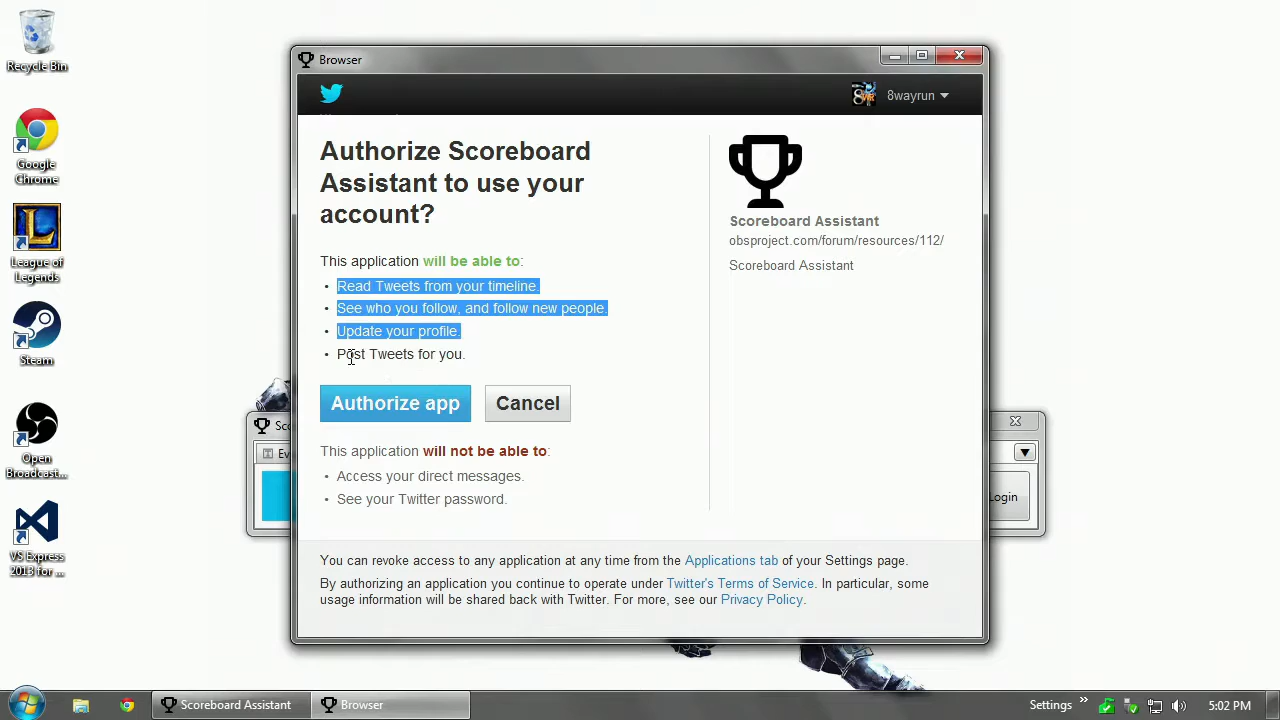 Recycle Bin
Google
Chrome
League of
Legends
Steam
Open
Broadcast...
VS Express
2013 for ...
Browser
8wayrun
Authorize Scoreboard
Assistant to use your
account?
This application will be able to:
• Read Tweets from your timeline.
• See who you follow, and follow new people.
• Update your profile.
• Post Tweets for you.
Authorize app
Cancel
This application will not be able to:
• Access your direct messages.
• See your Twitter password.
Scoreboard Assistant
obsproject.com/forum/resources/112/
Scoreboard Assistant
You can revoke access to any application at any time from the Applications tab of your Settings page.
By authorizing an application you continue to operate under Twitter's Terms of Service. In particular, some
usage information will be shared back with Twitter. For more, see our Privacy Policy.
Login
Scoreboard Assistant
Browser
Settings
5:02 PM